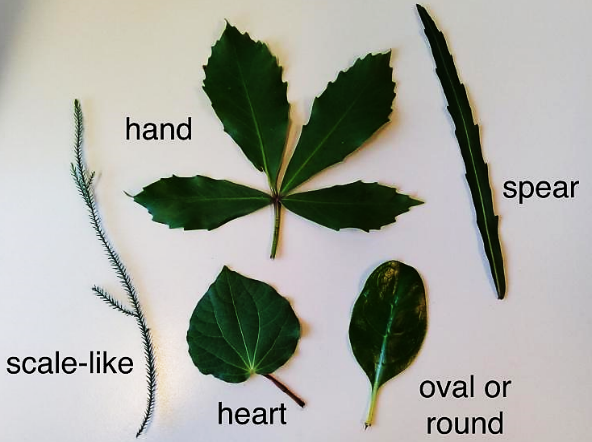 hand
spear
scale-like
heart
oval or
round